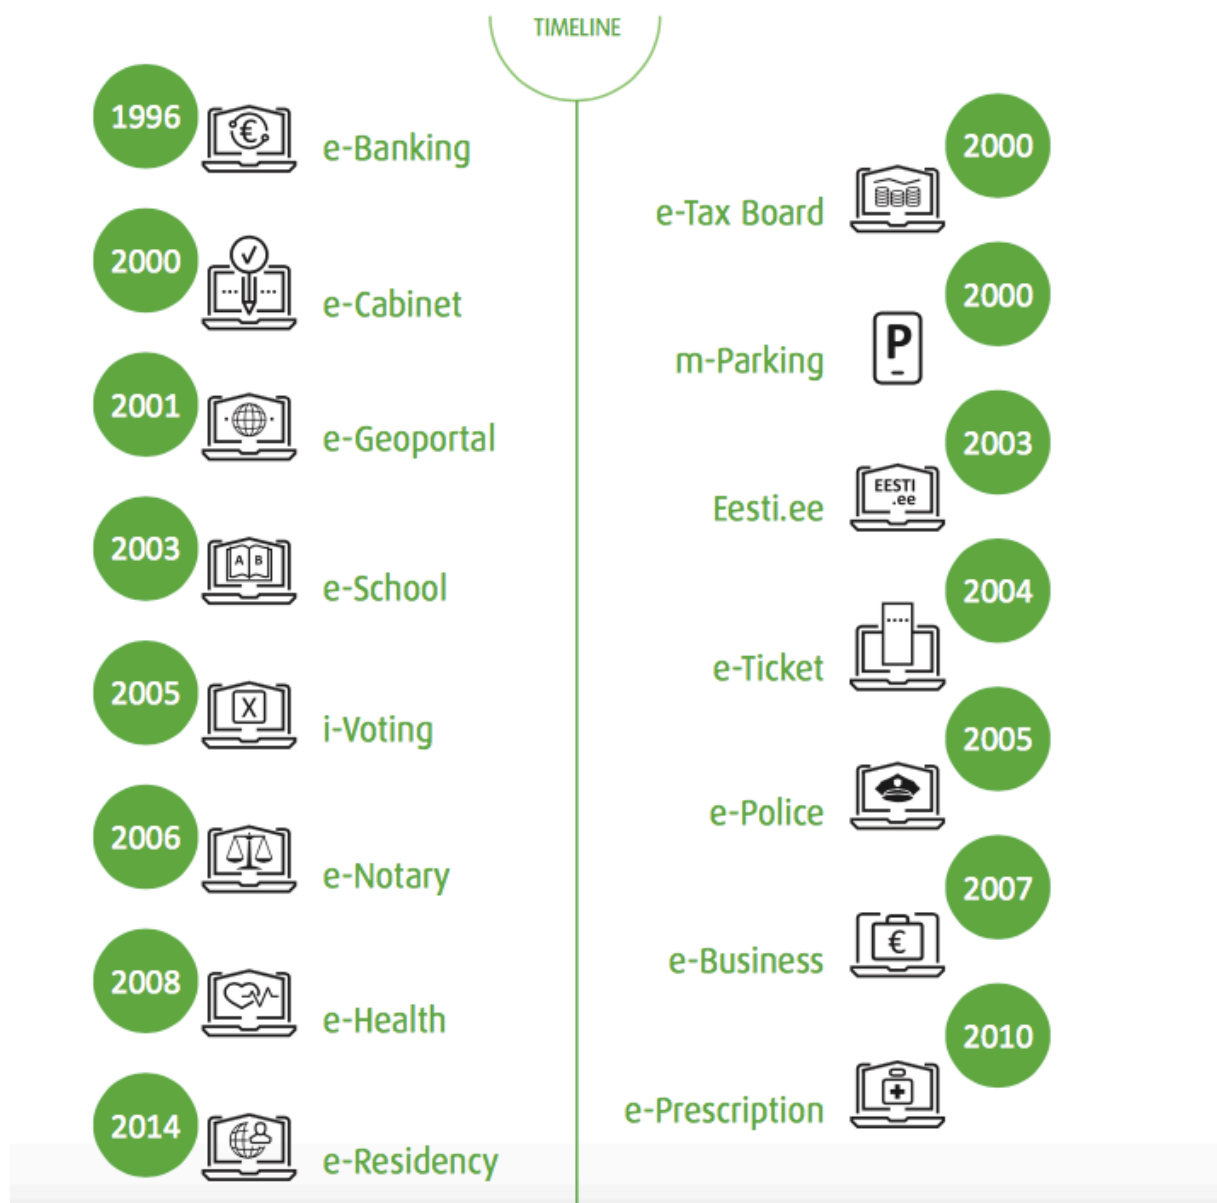 TIMELINE
1996
e-Banking
2000
e-Tax Board
2000
e-Cabinet
2000
m-Parking
2001
e-Geoportal
2003
EESTI
.ee
Eesti.ee
2003
A B
e-School
2004
e-Ticket
2005
X
i-Voting
2005
e-Police
2006
e-Notary
2007
e-Business
2008
e-Health
2010
e-Prescription
2014
e-Residency
P
€
€